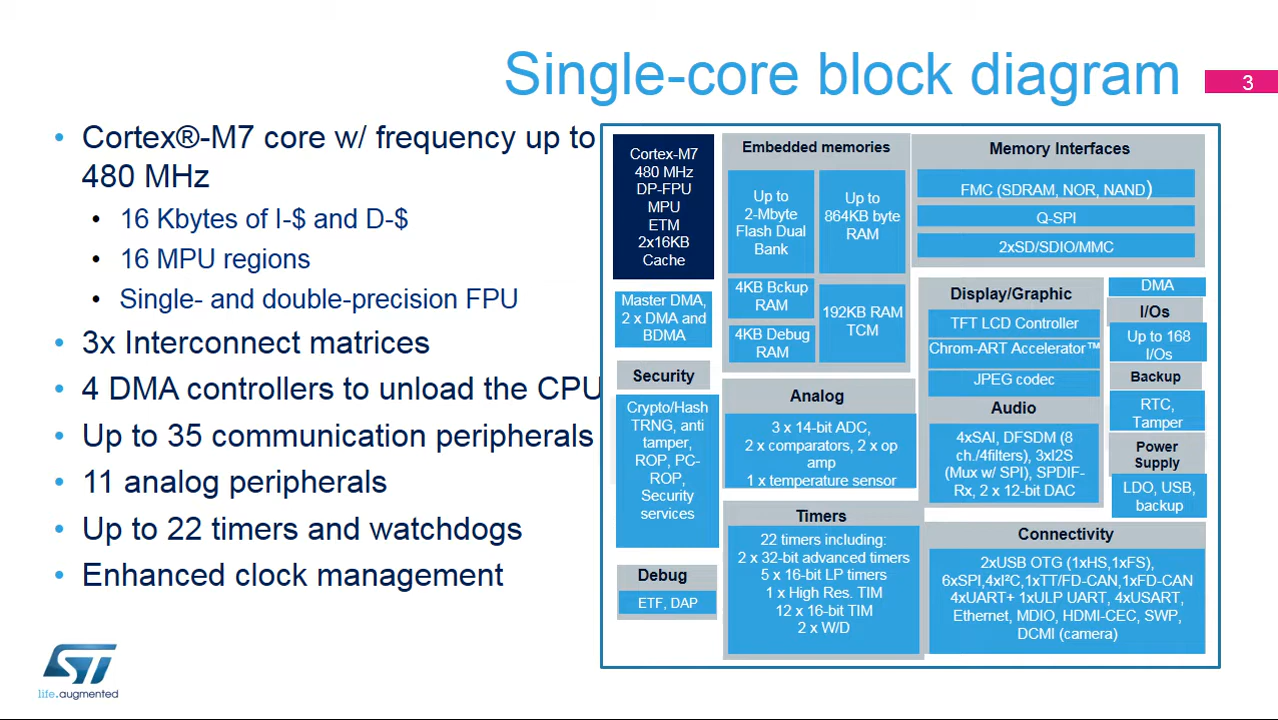 Single-core block diagram
3
• Cortex®-M7 core w/ frequency up to
480 MHz
• 16 Kbytes of I-$ and D-$
• 16 MPU regions
• Single- and double-precision FPU
• 3x Interconnect matrices
• 4 DMA controllers to unload the CPU
• Up to 35 communication peripherals
• 11 analog peripherals
• Up to 22 timers and watchdogs
• Enhanced clock management
Cortex-M7
480 MHz
DP-FPU
MPU
ETM
2x16KB
Cache
Master DMA,
2 x DMA and
BDMA
Security
Crypto/Hash
TRNG, anti
tamper,
ROP, PC-
ROP,
Security
services
Debug
ETF, DAP
Embedded memories
Up to
2-Mbyte
Flash Dual
Bank
Up to
864KB byte
RAM
4KB Bckup
RAM
4KB Debug
RAM
192KB RAM
TCM
Analog
3 x 14-bit ADC,
2 x comparators, 2 x op
amp
1 x temperature sensor
Timers
22 timers including:
2 x 32-bit advanced timers
5 x 16-bit LP timers
1 x High Res. TIM
12 x 16-bit TIM
2 x W/D
Memory Interfaces
FMC (SDRAM, NOR, NAND)
Q-SPI
2xSD/SDIO/MMC
Display/Graphic
TFT LCD Controller
Chrom-ART Accelerator™
JPEG codec
Audio
4xSAI, DFSDM (8
ch./4filters), 3xI2S
(Mux w/ SPI), SPDIF-
Rx, 2 x 12-bit DAC
DMA
I/Os
Up to 168
I/Os
Backup
RTC,
Tamper
Power
Supply
LDO, USB,
backup
Connectivity
2xUSB OTG (1xHS,1xFS),
6xSPI,4xI²C,1xTT/FD-CAN,1xFD-CAN
4xUART+ 1xULP UART, 4xUSART,
Ethernet, MDIO, HDMI-CEC, SWP,
DCMI (camera)
ST
life.augmented